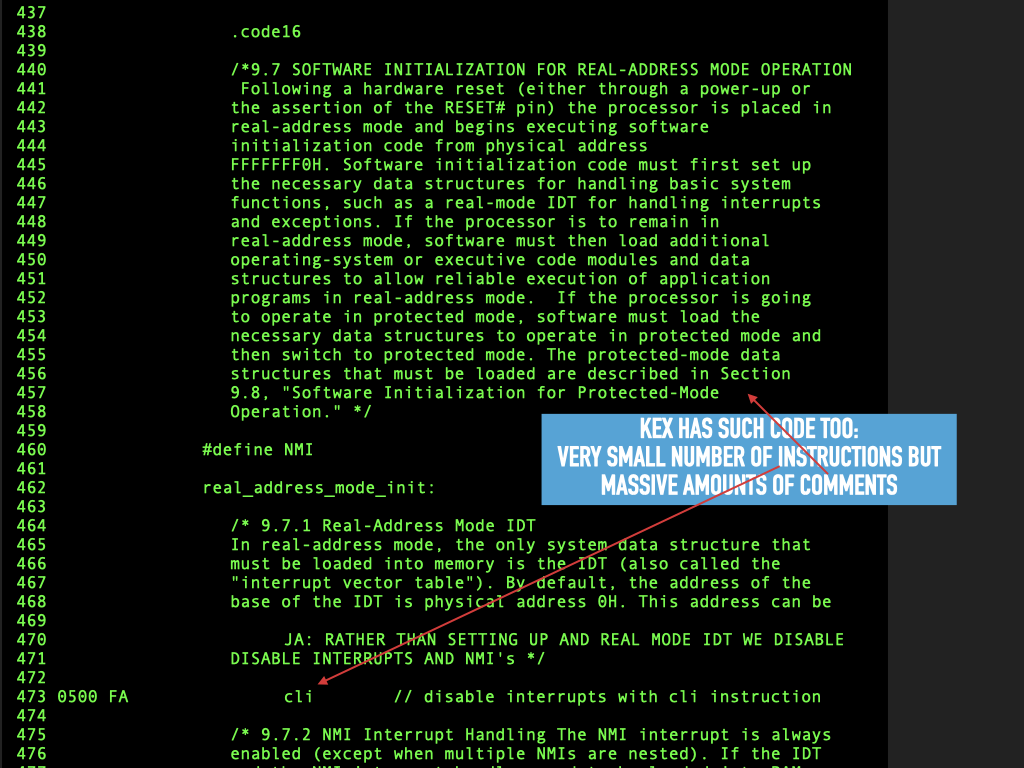 437
438 .code16
439
440 /*9.7 SOFTWARE INITIALIZATION FOR REAL-ADDRESS MODE OPERATION
441 Following a hardware reset (either through a power-up or
442 the assertion of the RESET# pin) the processor is placed in
443 real-address mode and begins executing software
444 initialization code from physical address
445 FFFFFFF0H. Software initialization code must first set up
446 the necessary data structures for handling basic system
447 functions, such as a real-mode IDT for handling interrupts
448 and exceptions. If the processor is to remain in
449 real-address mode, software must then load additional
450 operating-system or executive code modules and data
451 structures to allow reliable execution of application
452 programs in real-address mode.  If the processor is going
453 to operate in protected mode, software must load the
454 necessary data structures to operate in protected mode and
455 then switch to protected mode. The protected-mode data
456 structures that must be loaded are described in Section
457 9.8, "Software Initialization for Protected-Mode
458 Operation." */
459
460 #define NMI
461
462 real_address_mode_init:
463
464 /* 9.7.1 Real-Address Mode IDT
465 In real-address mode, the only system data structure that
466 must be loaded into memory is the IDT (also called the
467 "interrupt vector table"). By default, the address of the
468 base of the IDT is physical address 0H. This address can be
469
470 JA: RATHER THAN SETTING UP AND REAL MODE IDT WE DISABLE
471 DISABLE INTERRUPTS AND NMI's */
472
473 0500 FA cli // disable interrupts with cli instruction
474
475 /* 9.7.2 NMI Interrupt Handling The NMI interrupt is always
476 enabled (except when multiple NMIs are nested). If the IDT
KEX HAS SUCH CODE TOO:
VERY SMALL NUMBER OF INSTRUCTIONS BUT
MASSIVE AMOUNTS OF COMMENTS